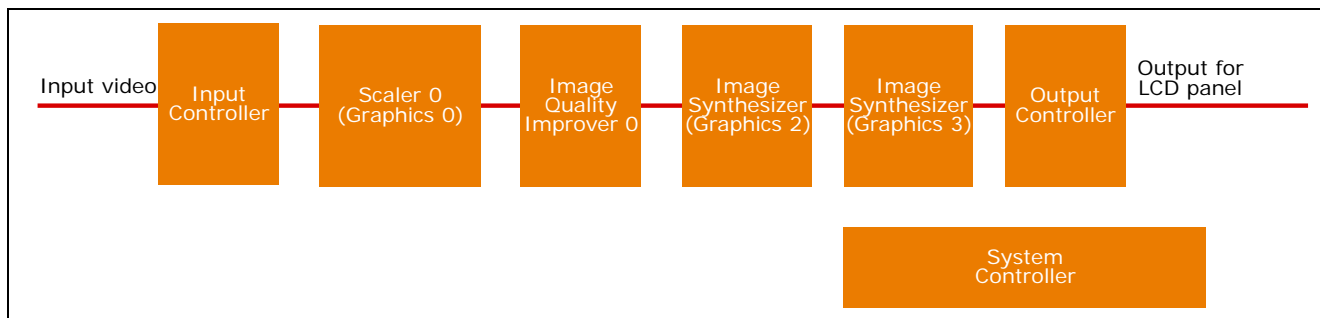 Input video
Input
Controller
Scaler 0
(Graphics 0)
Image
Quality
Improver 0
Image
Synthesizer
(Graphics 2)
Image
Synthesizer
(Graphics 3)
Output
Controller
Output for
LCD panel
System
Controller